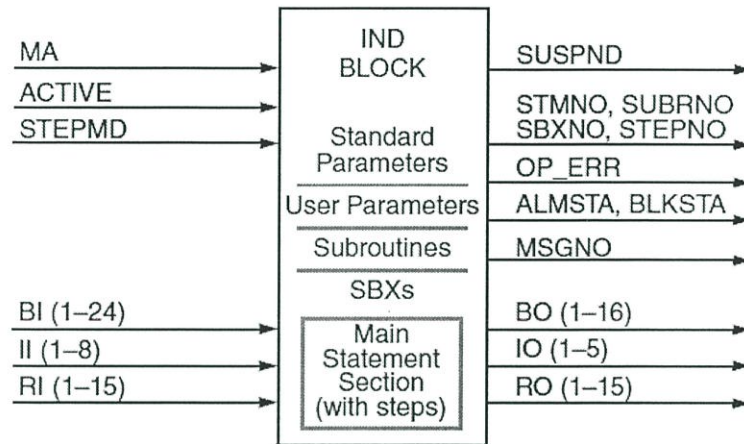 MA
ACTIVE
STEPMD
BI (1–24)
II (1–8)
RI (1–15)
IND
BLOCK
Standard
Parameters
User Parameters
Subroutines
SBXs
Main
Statement
Section
(with steps)
SUSPND
STMNO, SUBRNO
SBXNO, STEPNO
OP_ERR
ALMSTA, BLKSTA
MSGNO
BO (1–16)
IO (1–5)
RO (1–15)